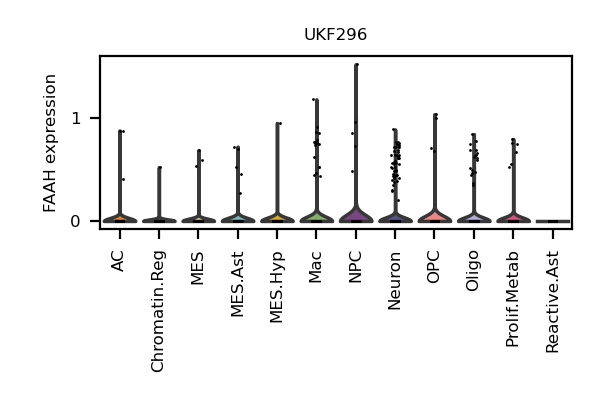 UKF296
FAAH expression
1
0
AC
Chromatin.Reg
MES
MES.Ast
MES.Hyp
Mac
NPC
Neuron
OPC
Oligo
Prolif.Metab
Reactive.Ast